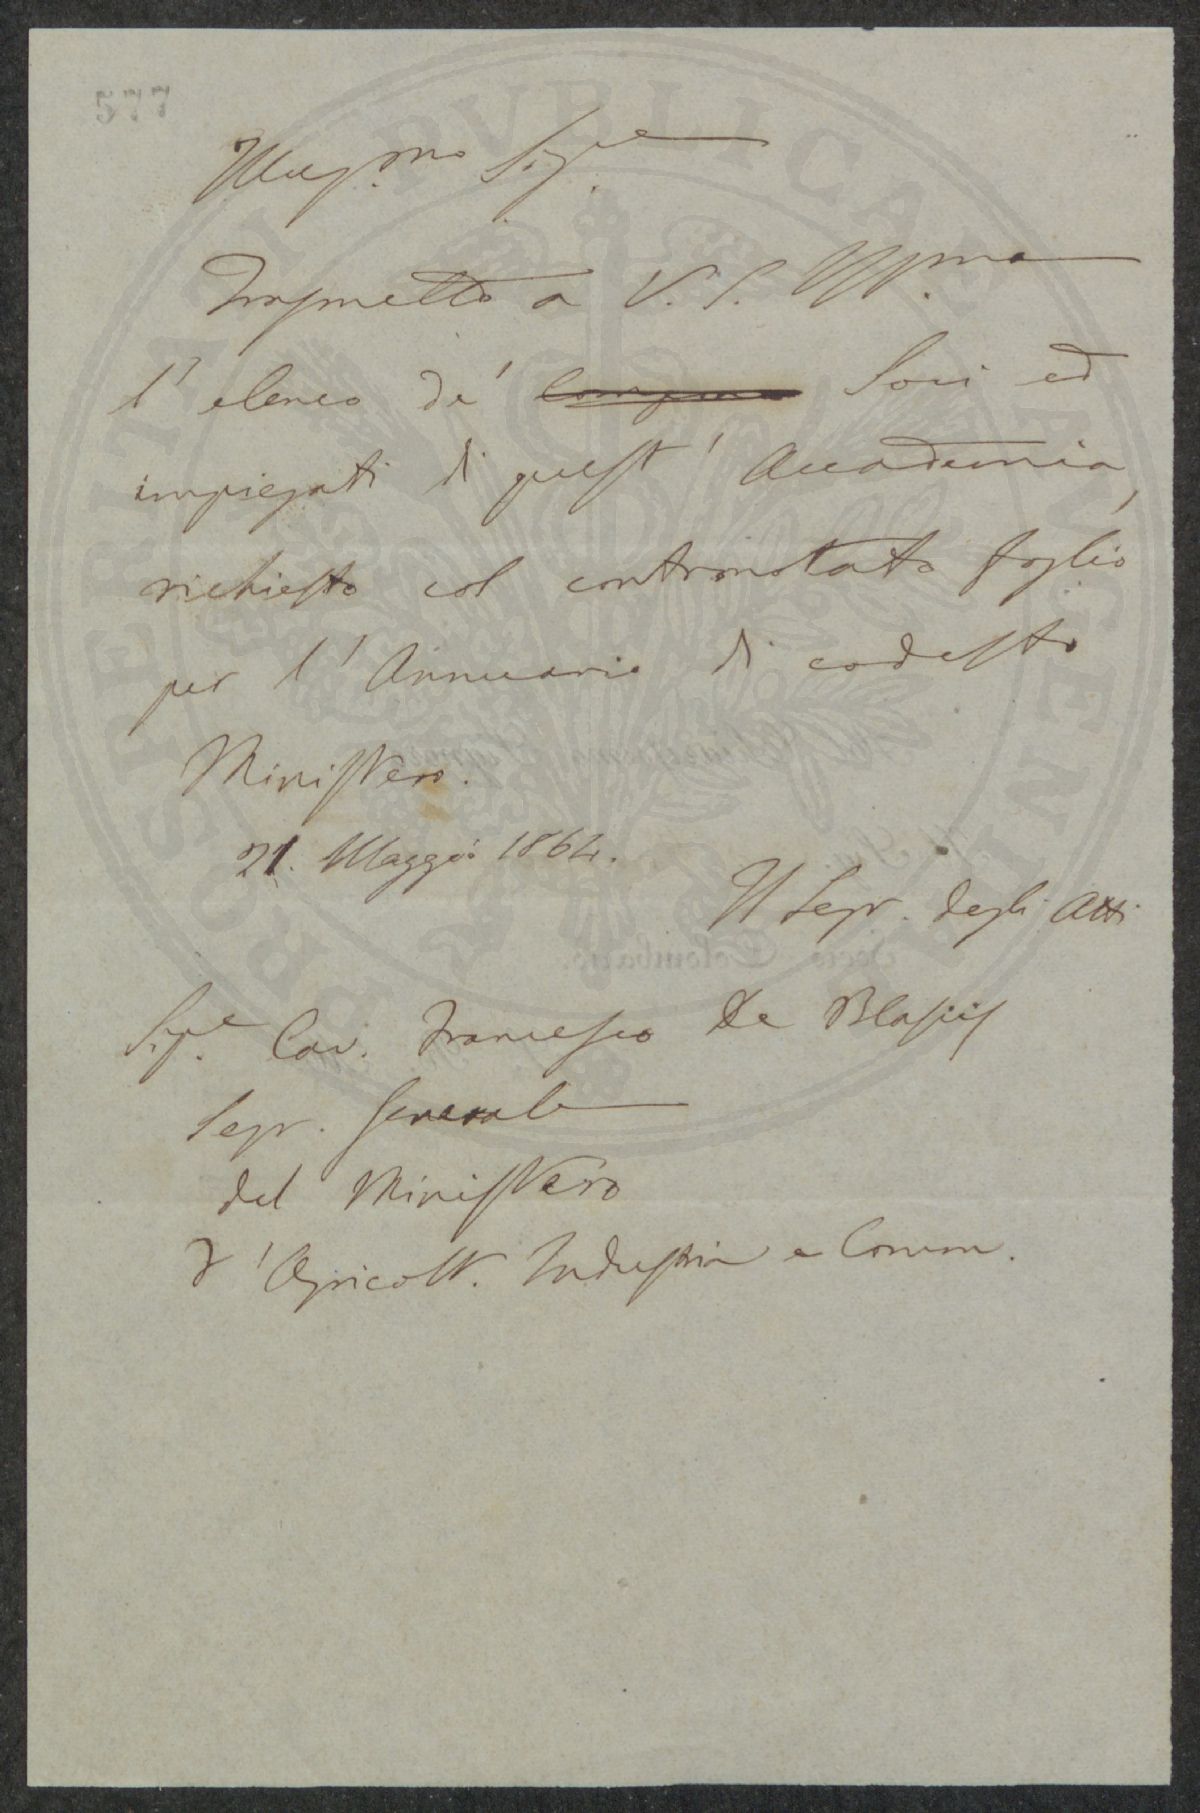 Illus.mo Sig.re
Trasmetto a V. S. Ill.ma
l' elenco de' Soci ed
impiegati di quest' Accademia,
richiesto col contronotato foglio
per l' Annuario di codesto
Ministero.
21. Maggio 1864.
Il Segr. degli Atti
Sig.re Cav. Francesco De Blasiis
Segr. Generale
del Ministero
d' Agricolt. Industria e Comm.